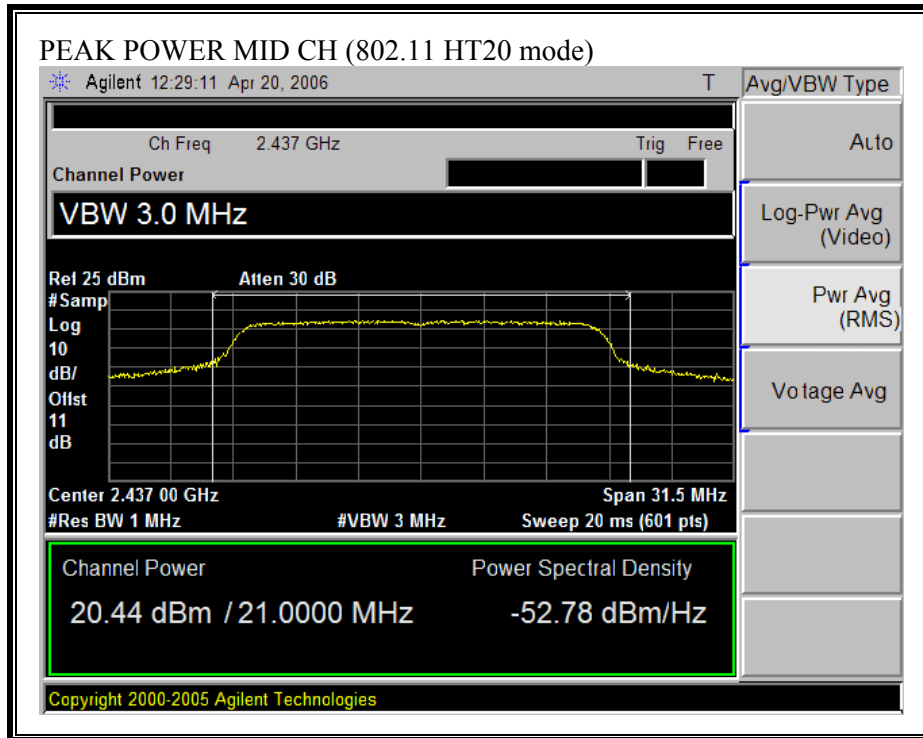 PEAK POWER MID CH (802.11 HT20 mode)
Agilent 12:29:11 Apr 20, 2006 T
Avg/VBW Type
Ch Freq 2.437 GHz Trig Free
Channel Power
VBW 3.0 MHz
Auto
Log-Pwr Avg
(Video)
Pwr Avg
(RMS)
Voltage Avg
Ref 25 dBm Atten 30 dB
#Samp
Log
10
dB/
Offst
11
dB
Center 2.437 00 GHz Span 31.5 MHz
#Res BW 1 MHz #VBW 3 MHz Sweep 20 ms (601 pts)
Channel Power Power Spectral Density
20.44 dBm / 21.0000 MHz -52.78 dBm/Hz
Copyright 2000-2005 Agilent Technologies